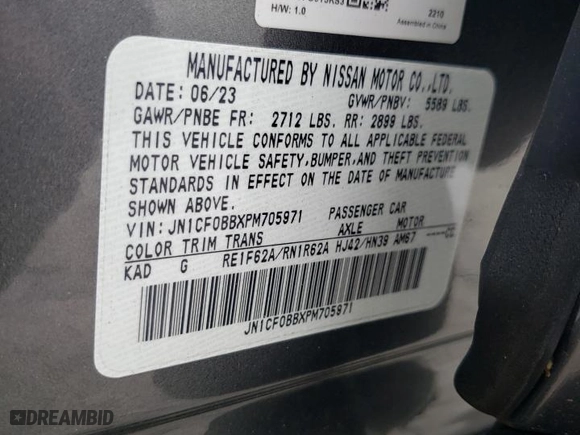 H/W: 1.0
2210
Assembled in China
MANUFACTURED BY NISSAN MOTOR CO.,LTD.
DATE: 06/23 GVWR/PNBV: 5589 LBS.
GAWR/PNBE FR: 2712 LBS. RR: 2899 LBS.
THIS VEHICLE CONFORMS TO ALL APPLICABLE FEDERAL
MOTOR VEHICLE SAFETY,BUMPER,AND THEFT PREVENTION
STANDARDS IN EFFECT ON THE DATE OF MANUFACTURE
SHOWN ABOVE.
VIN: JN1CF0BBXPM705971 PASSENGER CAR
COLOR TRIM TRANS AXLE MOTOR
KAD G RE1F62A/RN1R62A HJ42/HN39 AM67
JN1CF0BBXPM705971
DREAMBID